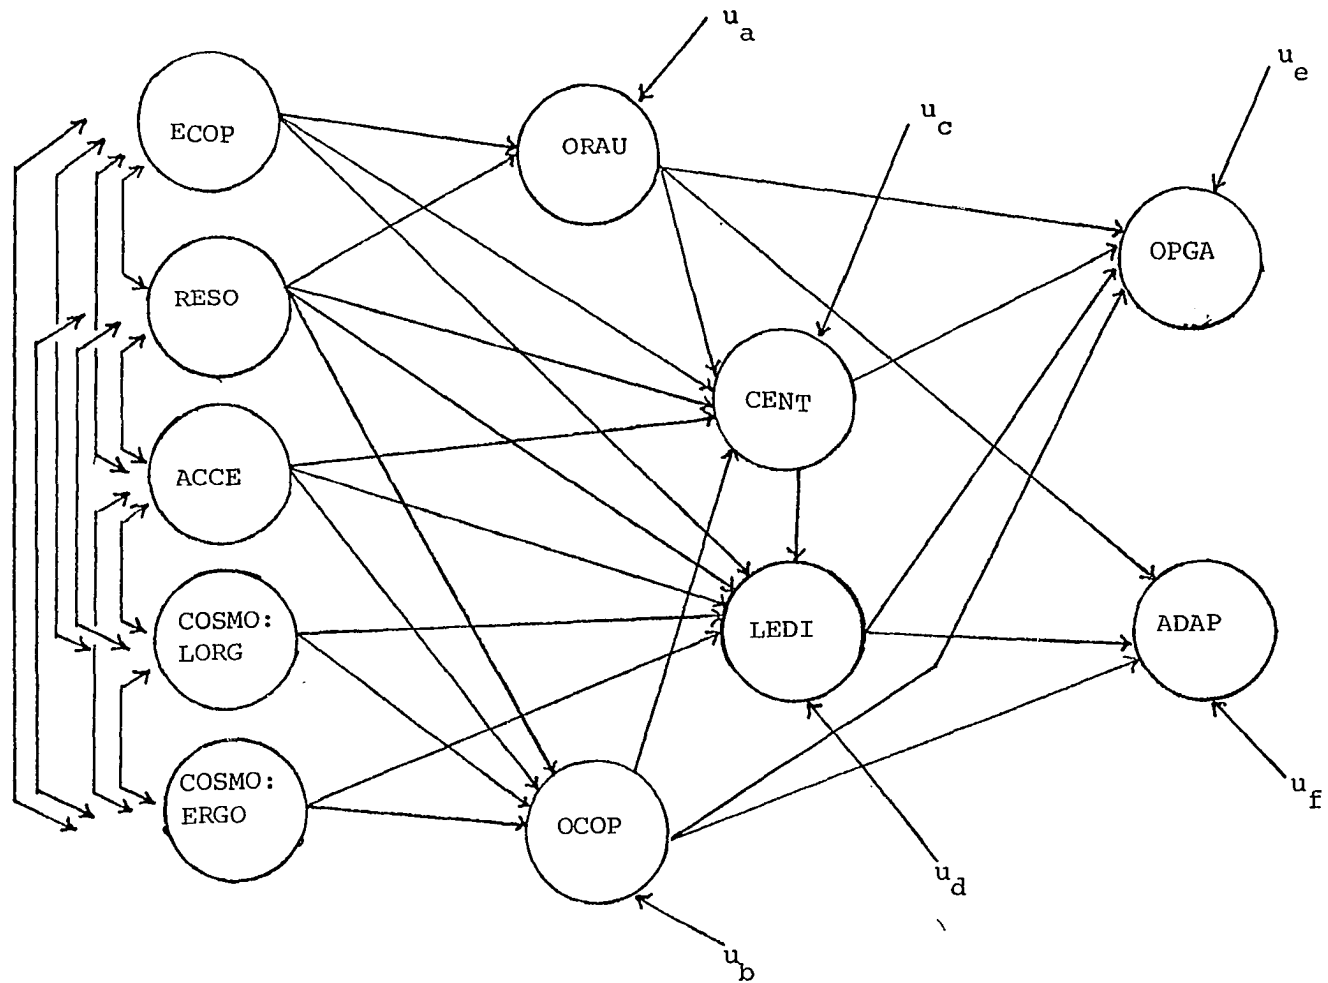 u_a
u_e
u_c
ECOP
ORAU
OPGA
RESO
CENT
ACCE
COSMO:
LORG
LEDI
ADAP
COSMO:
ERGO
OCOP
u_f
u_d
u_b